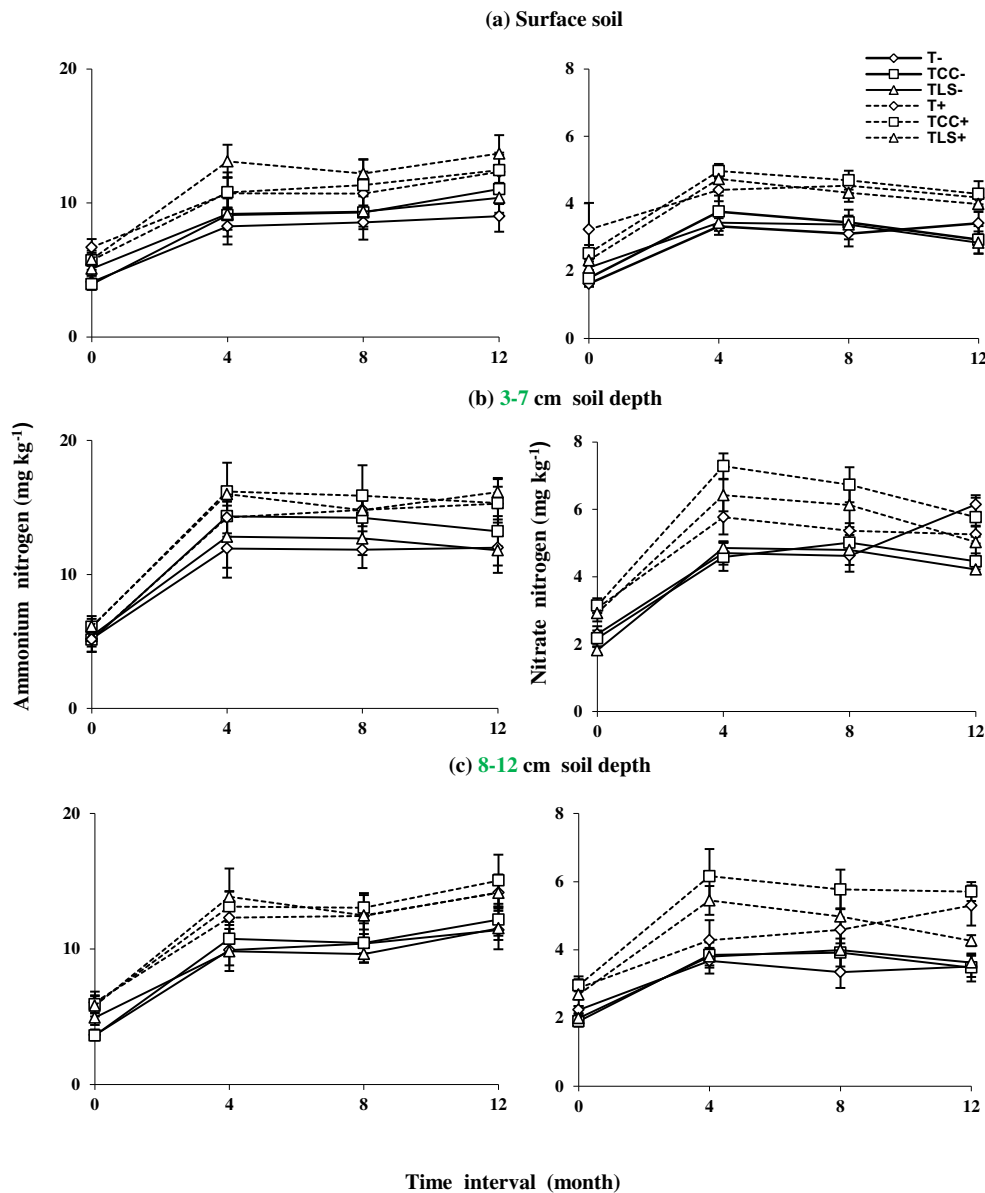 (a) Surface soil
20
10
0
0 4 8 12
8
6
4
2
0
0 4 8 12
T-
TCC-
TLS-
T+
TCC+
TLS+
(b) 3-7 cm soil depth
Ammonium nitrogen (mg kg-1)
20
10
0
0 4 8 12
Nitrate nitrogen (mg kg-1)
8
6
4
2
0
0 4 8 12
(c) 8-12 cm soil depth
20
10
0
0 4 8 12
8
6
4
2
0
0 4 8 12
Time interval (month)